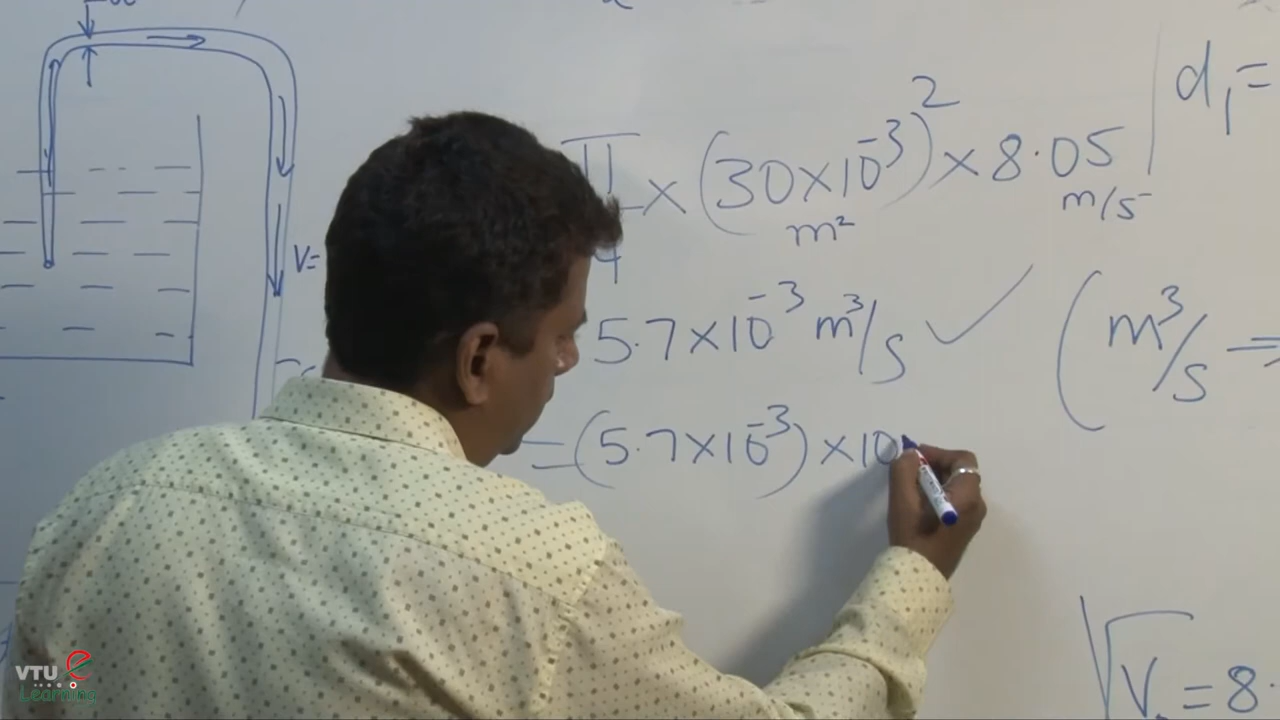 π/4 × (30×10⁻³)² × 8.05
m² m/s
d₁ =
V=
5.7×10⁻³ m³/s ✓ (m³/s →
= (5.7×10⁻³) ×10
V = 8.
VTU e
Learning